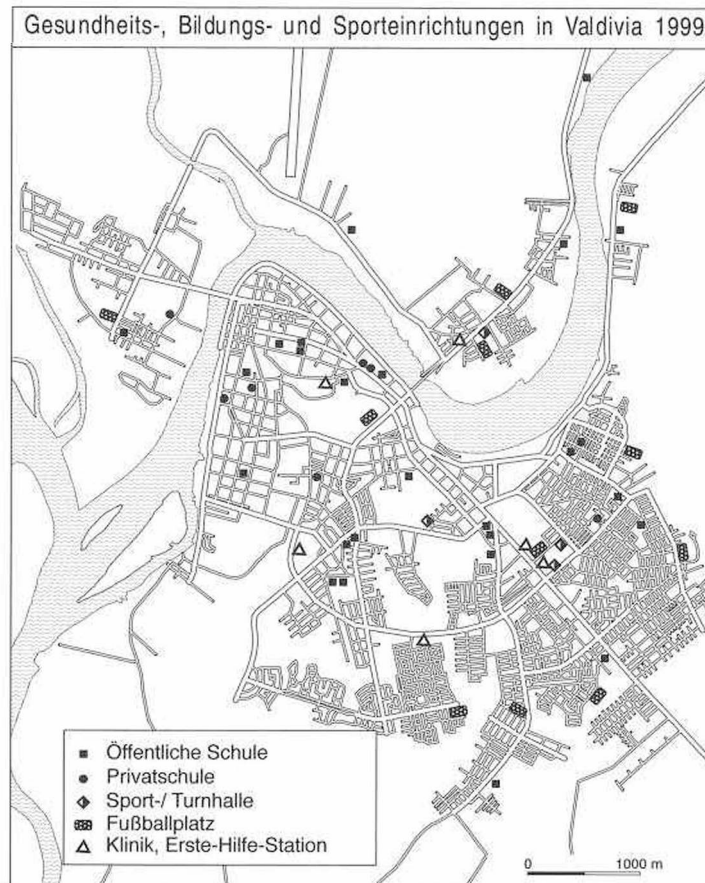 Gesundheits-, Bildungs- und Sporteinrichtungen in Valdivia 1999
Öffentliche Schule
Privatschule
Sport-/ Turnhalle
Fußballplatz
Klinik, Erste-Hilfe-Station
0 1000 m